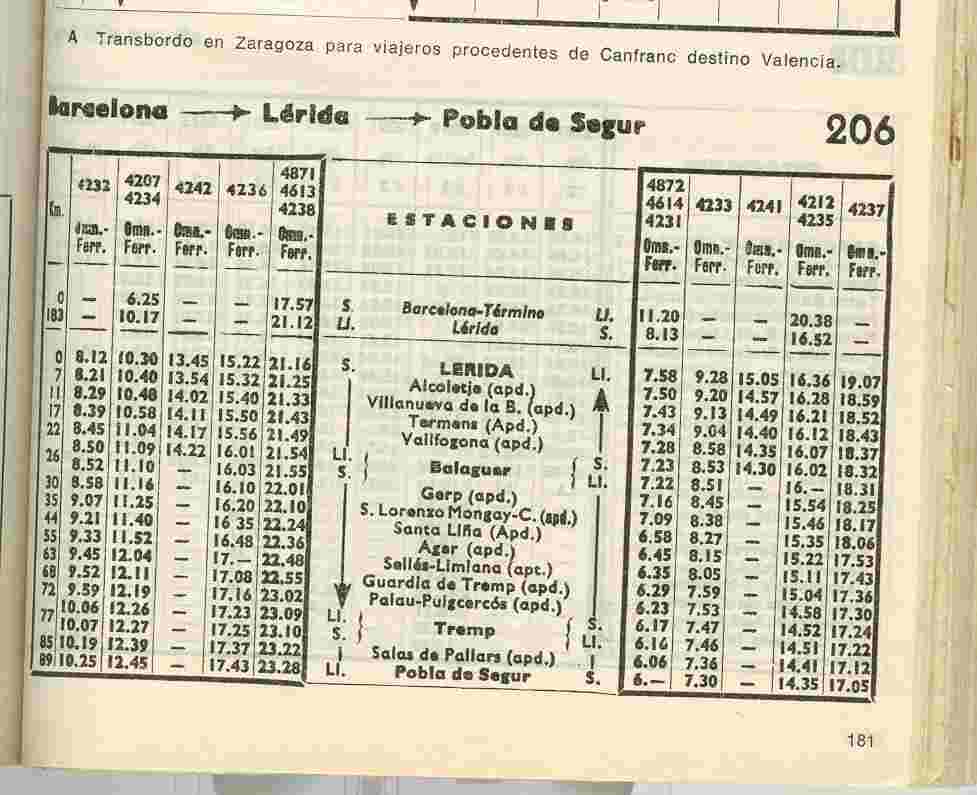 A Transbordo en Zaragoza para viajeros procedentes de Canfranc destino Valencia.
Barcelona → Lérida → Pobla de Segur 206
Km. 4232 4207 4234 4242 4236 4871 4613 4238 ESTACIONES 4872 4614 4231 4233 4241 4212 4235 4237
Omn.- Ferr. Omn.- Ferr. Omn.- Ferr. Omn.- Ferr. Omn.- Ferr. Omn.- Ferr. Omn.- Ferr. Omn.- Ferr. Omn.- Ferr. Omn.- Ferr.
0 — 6.25 — — 17.57 S. Barcelona-Término Ll. 11.20 — — 20.38 —
183 — 10.17 — — 21.12 Ll. Lérida S. 8.13 — — 16.52 —
0 8.12 10.30 13.45 15.22 21.16 S. LERIDA Ll. 7.58 9.28 15.05 16.36 19.07
7 8.21 10.40 13.54 15.32 21.25 Alcoletje (apd.) 7.50 9.20 14.57 16.28 18.59
11 8.29 10.48 14.02 15.40 21.33 Villanueva de la B. (apd.) 7.43 9.13 14.49 16.21 18.52
17 8.39 10.58 14.11 15.50 21.43 Termens (Apd.) 7.34 9.04 14.40 16.12 18.43
22 8.45 11.04 14.17 15.56 21.49 Vallfogona (apd.) 7.28 8.58 14.35 16.07 18.37
26 8.50 11.09 14.22 16.01 21.54 Ll. Balaguer S. 7.23 8.53 14.30 16.02 18.32
8.52 11.10 — 16.03 21.55 S. Ll. 7.22 8.51 — 16.— 18.31
30 8.58 11.16 — 16.10 22.01 Gerp (apd.) 7.16 8.45 — 15.54 18.25
35 9.07 11.25 — 16.20 22.10 S. Lorenzo Mongay-C. (apd.) 7.09 8.38 — 15.46 18.17
44 9.21 11.40 — 16 35 22.24 Santa Liña (Apd.) 6.58 8.27 — 15.35 18.06
55 9.33 11.52 — 16.48 22.36 Ager (apd.) 6.45 8.15 — 15.22 17.53
63 9.45 12.04 — 17.— 22.48 Sellés-Limiana (apt.) 6.35 8.05 — 15.11 17.43
68 9.52 12.11 — 17.08 22.55 Guardia de Tremp (apd.) 6.29 7.59 — 15.04 17.36
72 9.59 12.19 — 17.16 23.02 Palau-Puigcercós (apd.) 6.23 7.53 — 14.58 17.30
77 10.06 12.26 — 17.23 23.09 Ll. Tremp S. 6.17 7.47 — 14.52 17.24
10.07 12.27 — 17.25 23.10 S. Ll. 6.16 7.46 — 14.51 17.22
85 10.19 12.39 — 17.37 23.22 Salas de Pallars (apd.) 6.06 7.36 — 14.41 17.12
89 10.25 12.45 — 17.43 23.28 Ll. Pobla de Segur S. 6.— 7.30 — 14.35 17.05
181